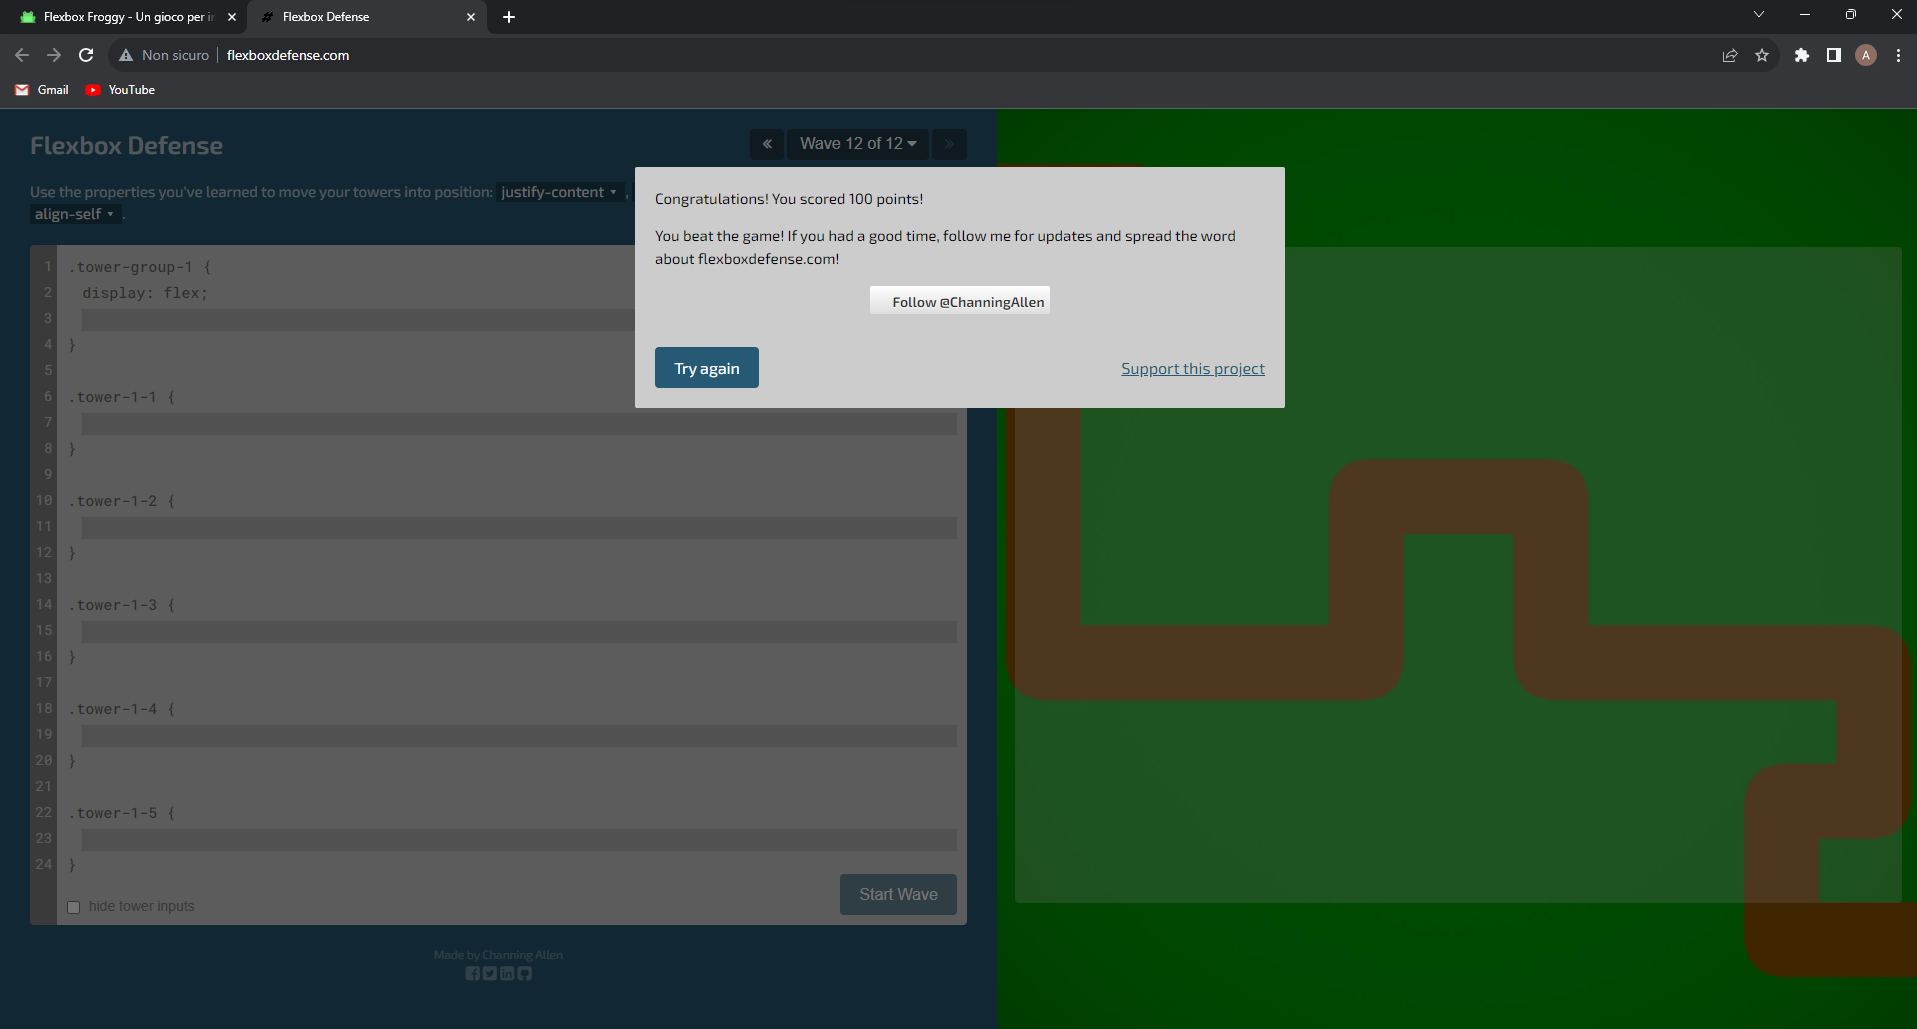 Flexbox Froggy - Un gioco per i
Flexbox Defense
Non sicuro
flexboxdefense.com
A
Gmail
YouTube
Flexbox Defense
«
Wave 12 of 12
»
Use the properties you've learned to move your towers into position: justify-content ,
align-self .
Congratulations! You scored 100 points!
You beat the game! If you had a good time, follow me for updates and spread the word
about flexboxdefense.com!
Follow @ChanningAllen
Try again
Support this project
1 .tower-group-1 {
2 display: flex;
3
4 }
5
6 .tower-1-1 {
7
8 }
9
10 .tower-1-2 {
11
12 }
13
14 .tower-1-3 {
15
16 }
17
18 .tower-1-4 {
19
20 }
21
22 .tower-1-5 {
23
24 }
hide tower inputs
Start Wave
Made by Channing Allen